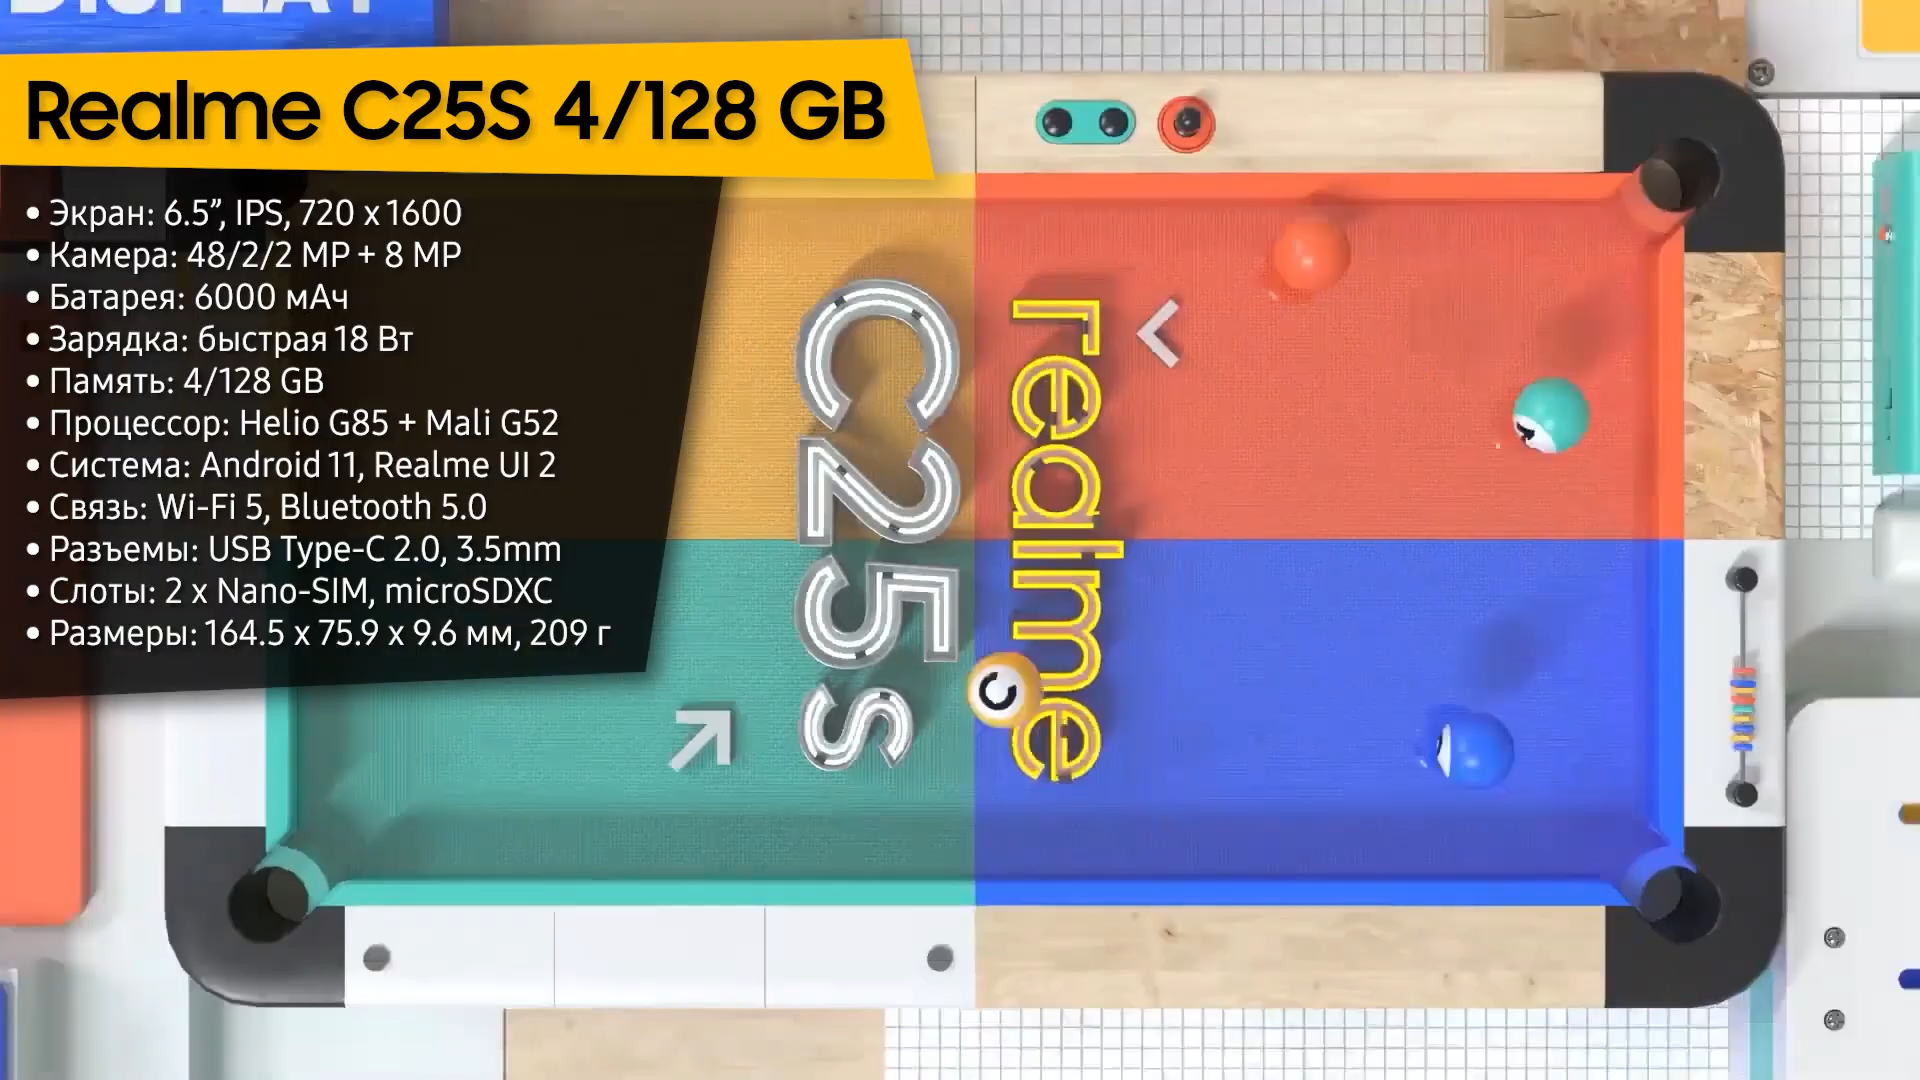 DISPLAY
Realme C25S 4/128 GB
• Экран: 6.5”, IPS, 720 x 1600
• Камера: 48/2/2 MP + 8 MP
• Батарея: 6000 мАч
• Зарядка: быстрая 18 Вт
• Память: 4/128 GB
• Процессор: Helio G85 + Mali G52
• Система: Android 11, Realme UI 2
• Связь: Wi-Fi 5, Bluetooth 5.0
• Разъемы: USB Type-C 2.0, 3.5mm
• Слоты: 2 x Nano-SIM, microSDXC
• Размеры: 164.5 x 75.9 x 9.6 мм, 209 г
realme
C25s